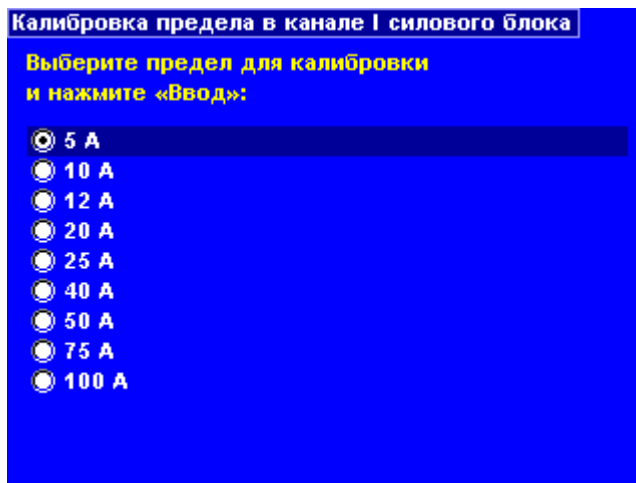 Калибровка предела в канале I силового блока
Выберите предел для калибровки
и нажмите «Ввод»:
5 А
10 А
12 А
20 А
25 А
40 А
50 А
75 А
100 А